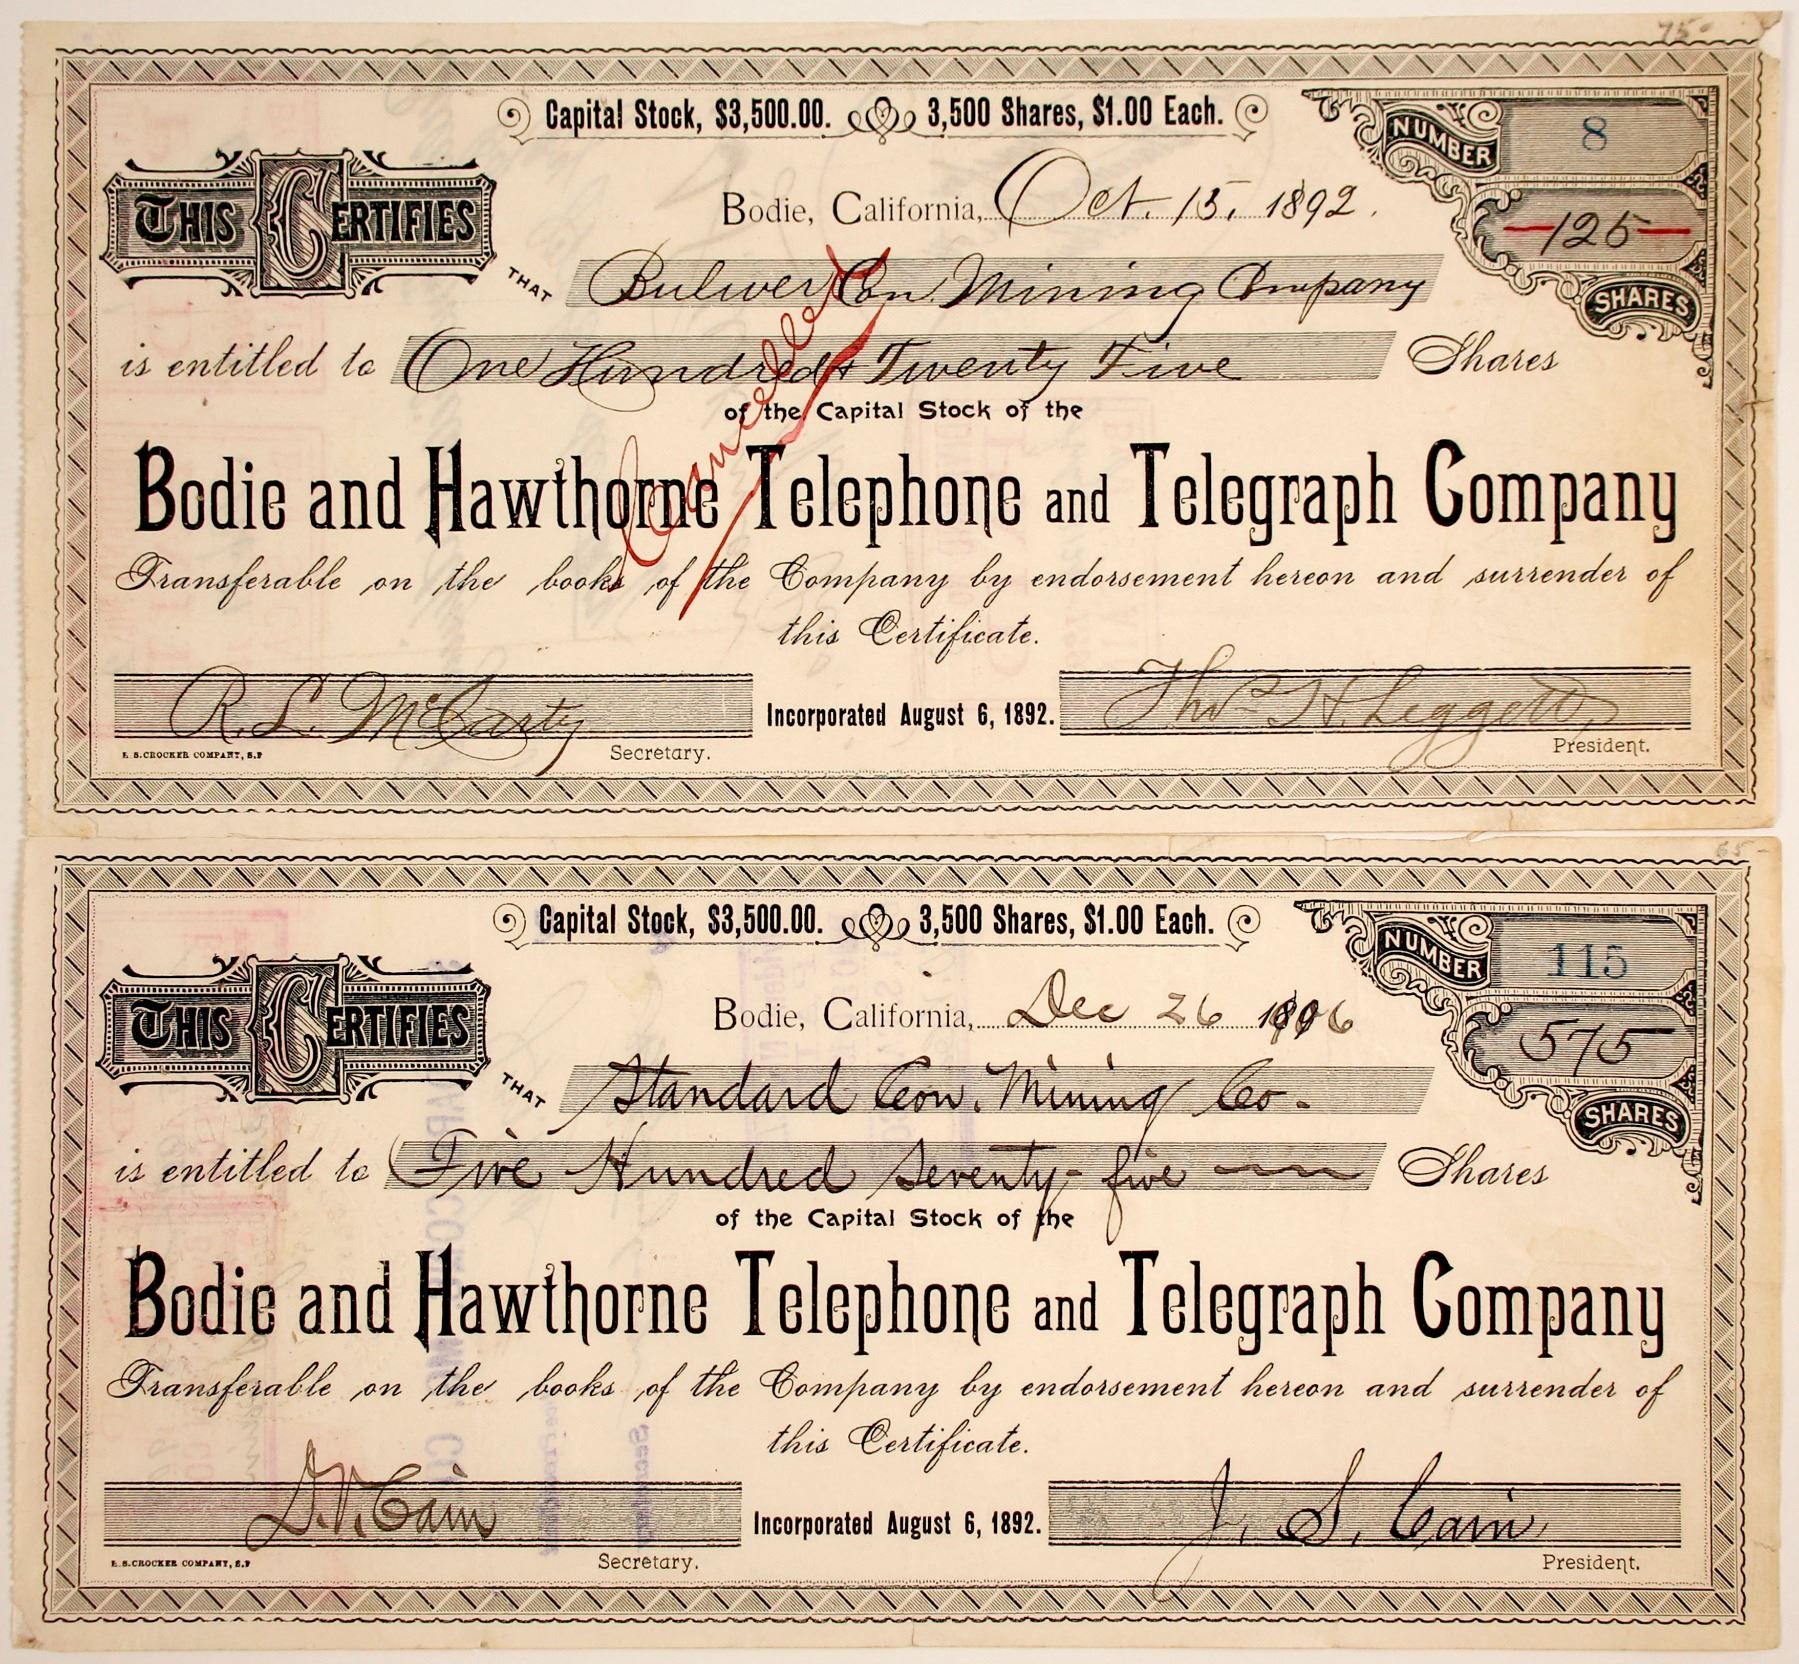 75-
Capital Stock, $3,500.00. 3,500 Shares, $1.00 Each.
NUMBER 8
THIS CERTIFIES
Bodie, California, Oct. 15, 1892.
-125-
SHARES
THAT Bulwer Con Mining Company
is entitled to One Hundred & Twenty Five Shares
Cancelled
of the Capital Stock of the
Bodie and Hawthorne Telephone and Telegraph Company
Transferable on the books of the Company by endorsement hereon and surrender of
this Certificate.
R. L. McCarty Incorporated August 6, 1892. Thos H. Leggett
H. S. CROCKER COMPANY, S.F Secretary. President.
65-
Capital Stock, $3,500.00. 3,500 Shares, $1.00 Each.
NUMBER 115
THIS CERTIFIES
Bodie, California, Dec 26 1906
575
SHARES
THAT Standard Con. Mining Co.
is entitled to Five Hundred Seventy-five Shares
of the Capital Stock of the
Bodie and Hawthorne Telephone and Telegraph Company
Transferable on the books of the Company by endorsement hereon and surrender of
this Certificate.
D. V. Cain Incorporated August 6, 1892. J. S. Cain
H. S. CROCKER COMPANY, S.F Secretary. President.